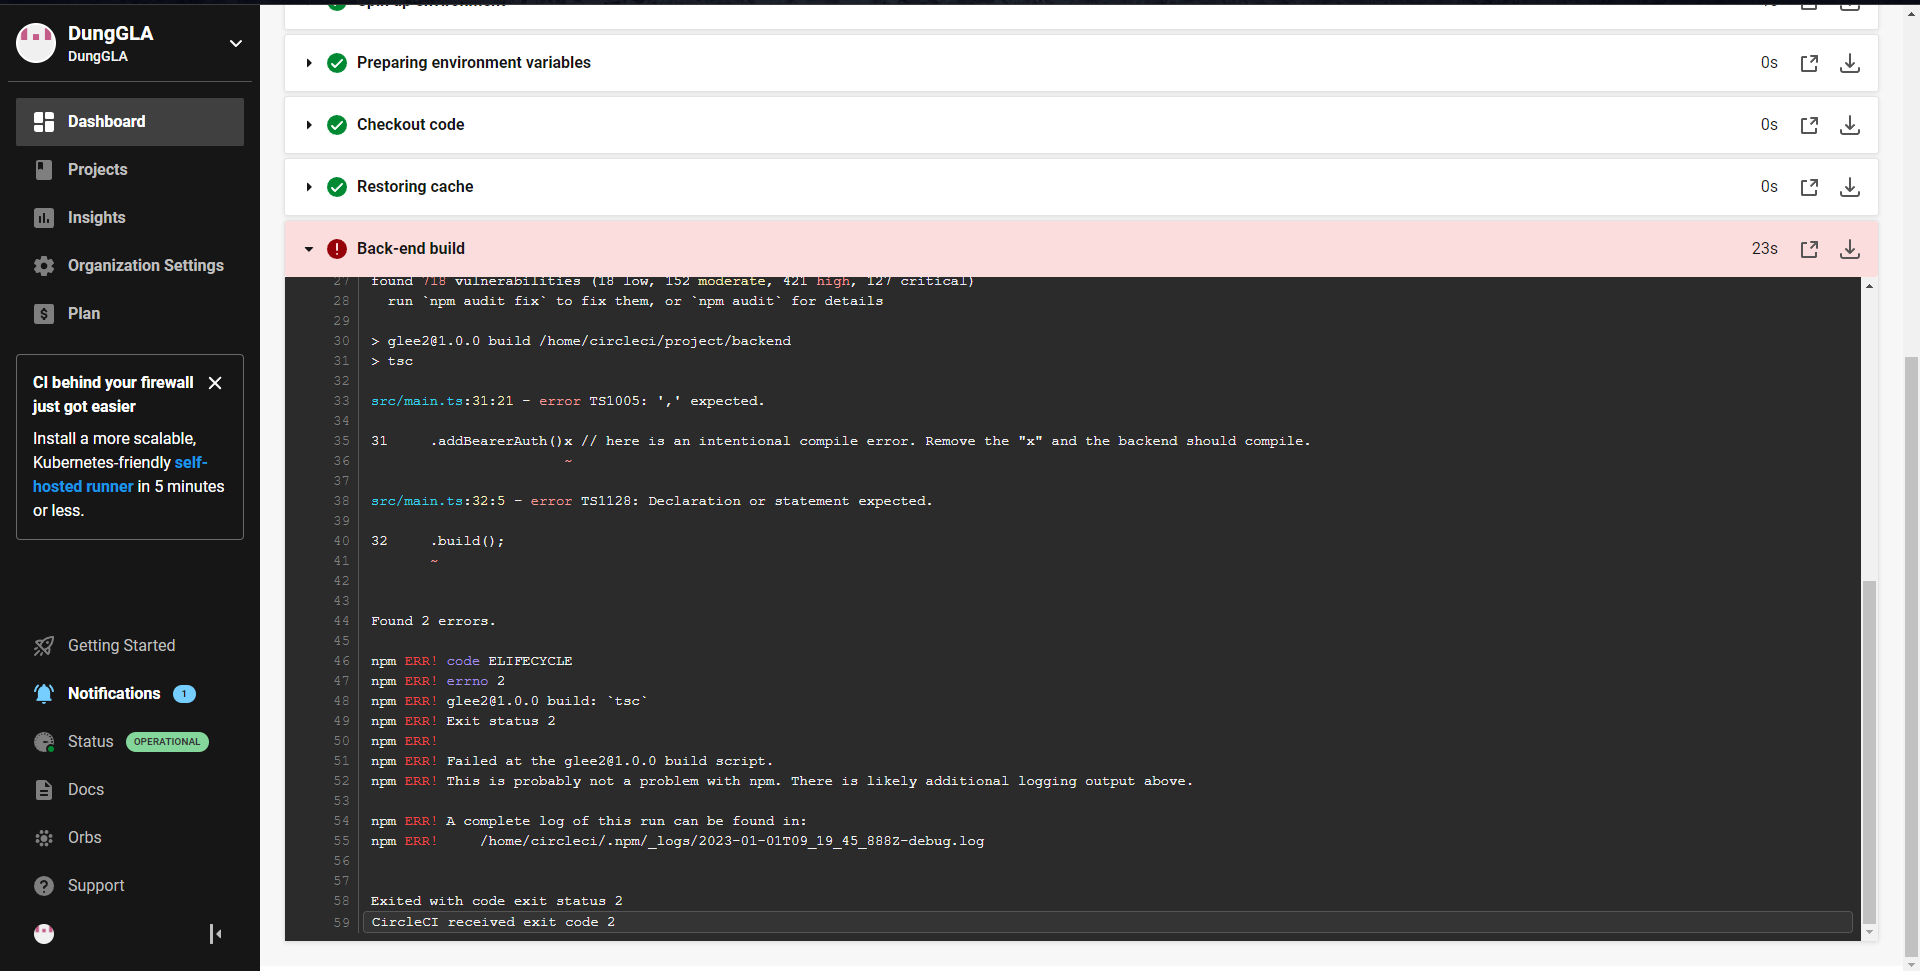 DungGLA
DungGLA
Dashboard
Projects
Insights
Organization Settings
$ Plan
CI behind your firewall
just got easier
Install a more scalable,
Kubernetes-friendly self-
hosted runner in 5 minutes
or less.
Getting Started
Notifications 1
Status OPERATIONAL
Docs
Orbs
? Support
Spin up environment
Preparing environment variables 0s
Checkout code 0s
Restoring cache 0s
! Back-end build 23s
27 found 718 vulnerabilities (18 low, 152 moderate, 421 high, 127 critical)
28 run `npm audit fix` to fix them, or `npm audit` for details
29
30 > glee2@1.0.0 build /home/circleci/project/backend
31 > tsc
32
33 src/main.ts:31:21 - error TS1005: ',' expected.
34
35 31 .addBearerAuth()x // here is an intentional compile error. Remove the "x" and the backend should compile.
36 ~
37
38 src/main.ts:32:5 - error TS1128: Declaration or statement expected.
39
40 32 .build();
41 ~
42
43
44 Found 2 errors.
45
46 npm ERR! code ELIFECYCLE
47 npm ERR! errno 2
48 npm ERR! glee2@1.0.0 build: `tsc`
49 npm ERR! Exit status 2
50 npm ERR!
51 npm ERR! Failed at the glee2@1.0.0 build script.
52 npm ERR! This is probably not a problem with npm. There is likely additional logging output above.
53
54 npm ERR! A complete log of this run can be found in:
55 npm ERR! /home/circleci/.npm/_logs/2023-01-01T09_19_45_888Z-debug.log
56
57
58 Exited with code exit status 2
59 CircleCI received exit code 2